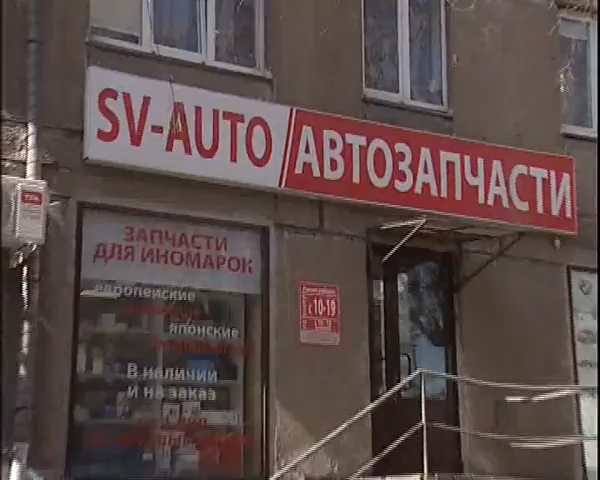 SV-AUTO АВТОЗАПЧАСТИ
ЗАПЧАСТИ
ДЛЯ ИНОМАРОК
европейские
японские
В наличии
и на заказ
с 10-19